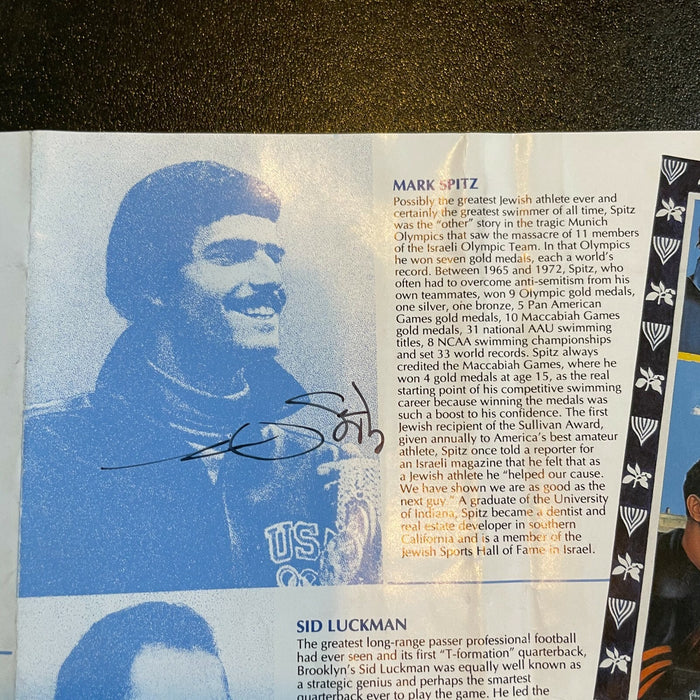 MARK SPITZ
Possibly the greatest Jewish athlete ever and
certainly the greatest swimmer of all time, Spitz
was the "other" story in the tragic Munich
Olympics that saw the massacre of 11 members
of the Israeli Olympic Team. In that Olympics
he won seven gold medals, each a world's
record. Between 1965 and 1972, Spitz, who
often had to overcome anti-semitism from his
own teammates, won 9 Olympic gold medals,
one silver, one bronze, 5 Pan American
Games gold medals, 10 Maccabiah Games
gold medals, 31 national AAU swimming
titles, 8 NCAA swimming championships
and set 33 world records. Spitz always
credited the Maccabiah Games, where he
won 4 gold medals at age 15, as the real
starting point of his competitive swimming
career because winning the medals was
such a boost to his confidence. The first
Jewish recipient of the Sullivan Award,
given annually to America's best amateur
athlete, Spitz once told a reporter for
an Israeli magazine that he felt that as
a Jewish athlete he "helped our cause.
We have shown we are as good as the
next guy." A graduate of the University
of Indiana, Spitz became a dentist and
real estate developer in southern
California and is a member of the
Jewish Sports Hall of Fame in Israel.
USA
SID LUCKMAN
The greatest long-range passer professional football
had ever seen and its first "T-formation" quarterback,
Brooklyn's Sid Luckman was equally well known as
a strategic genius and perhaps the smartest
quarterback ever to play the game. He led the